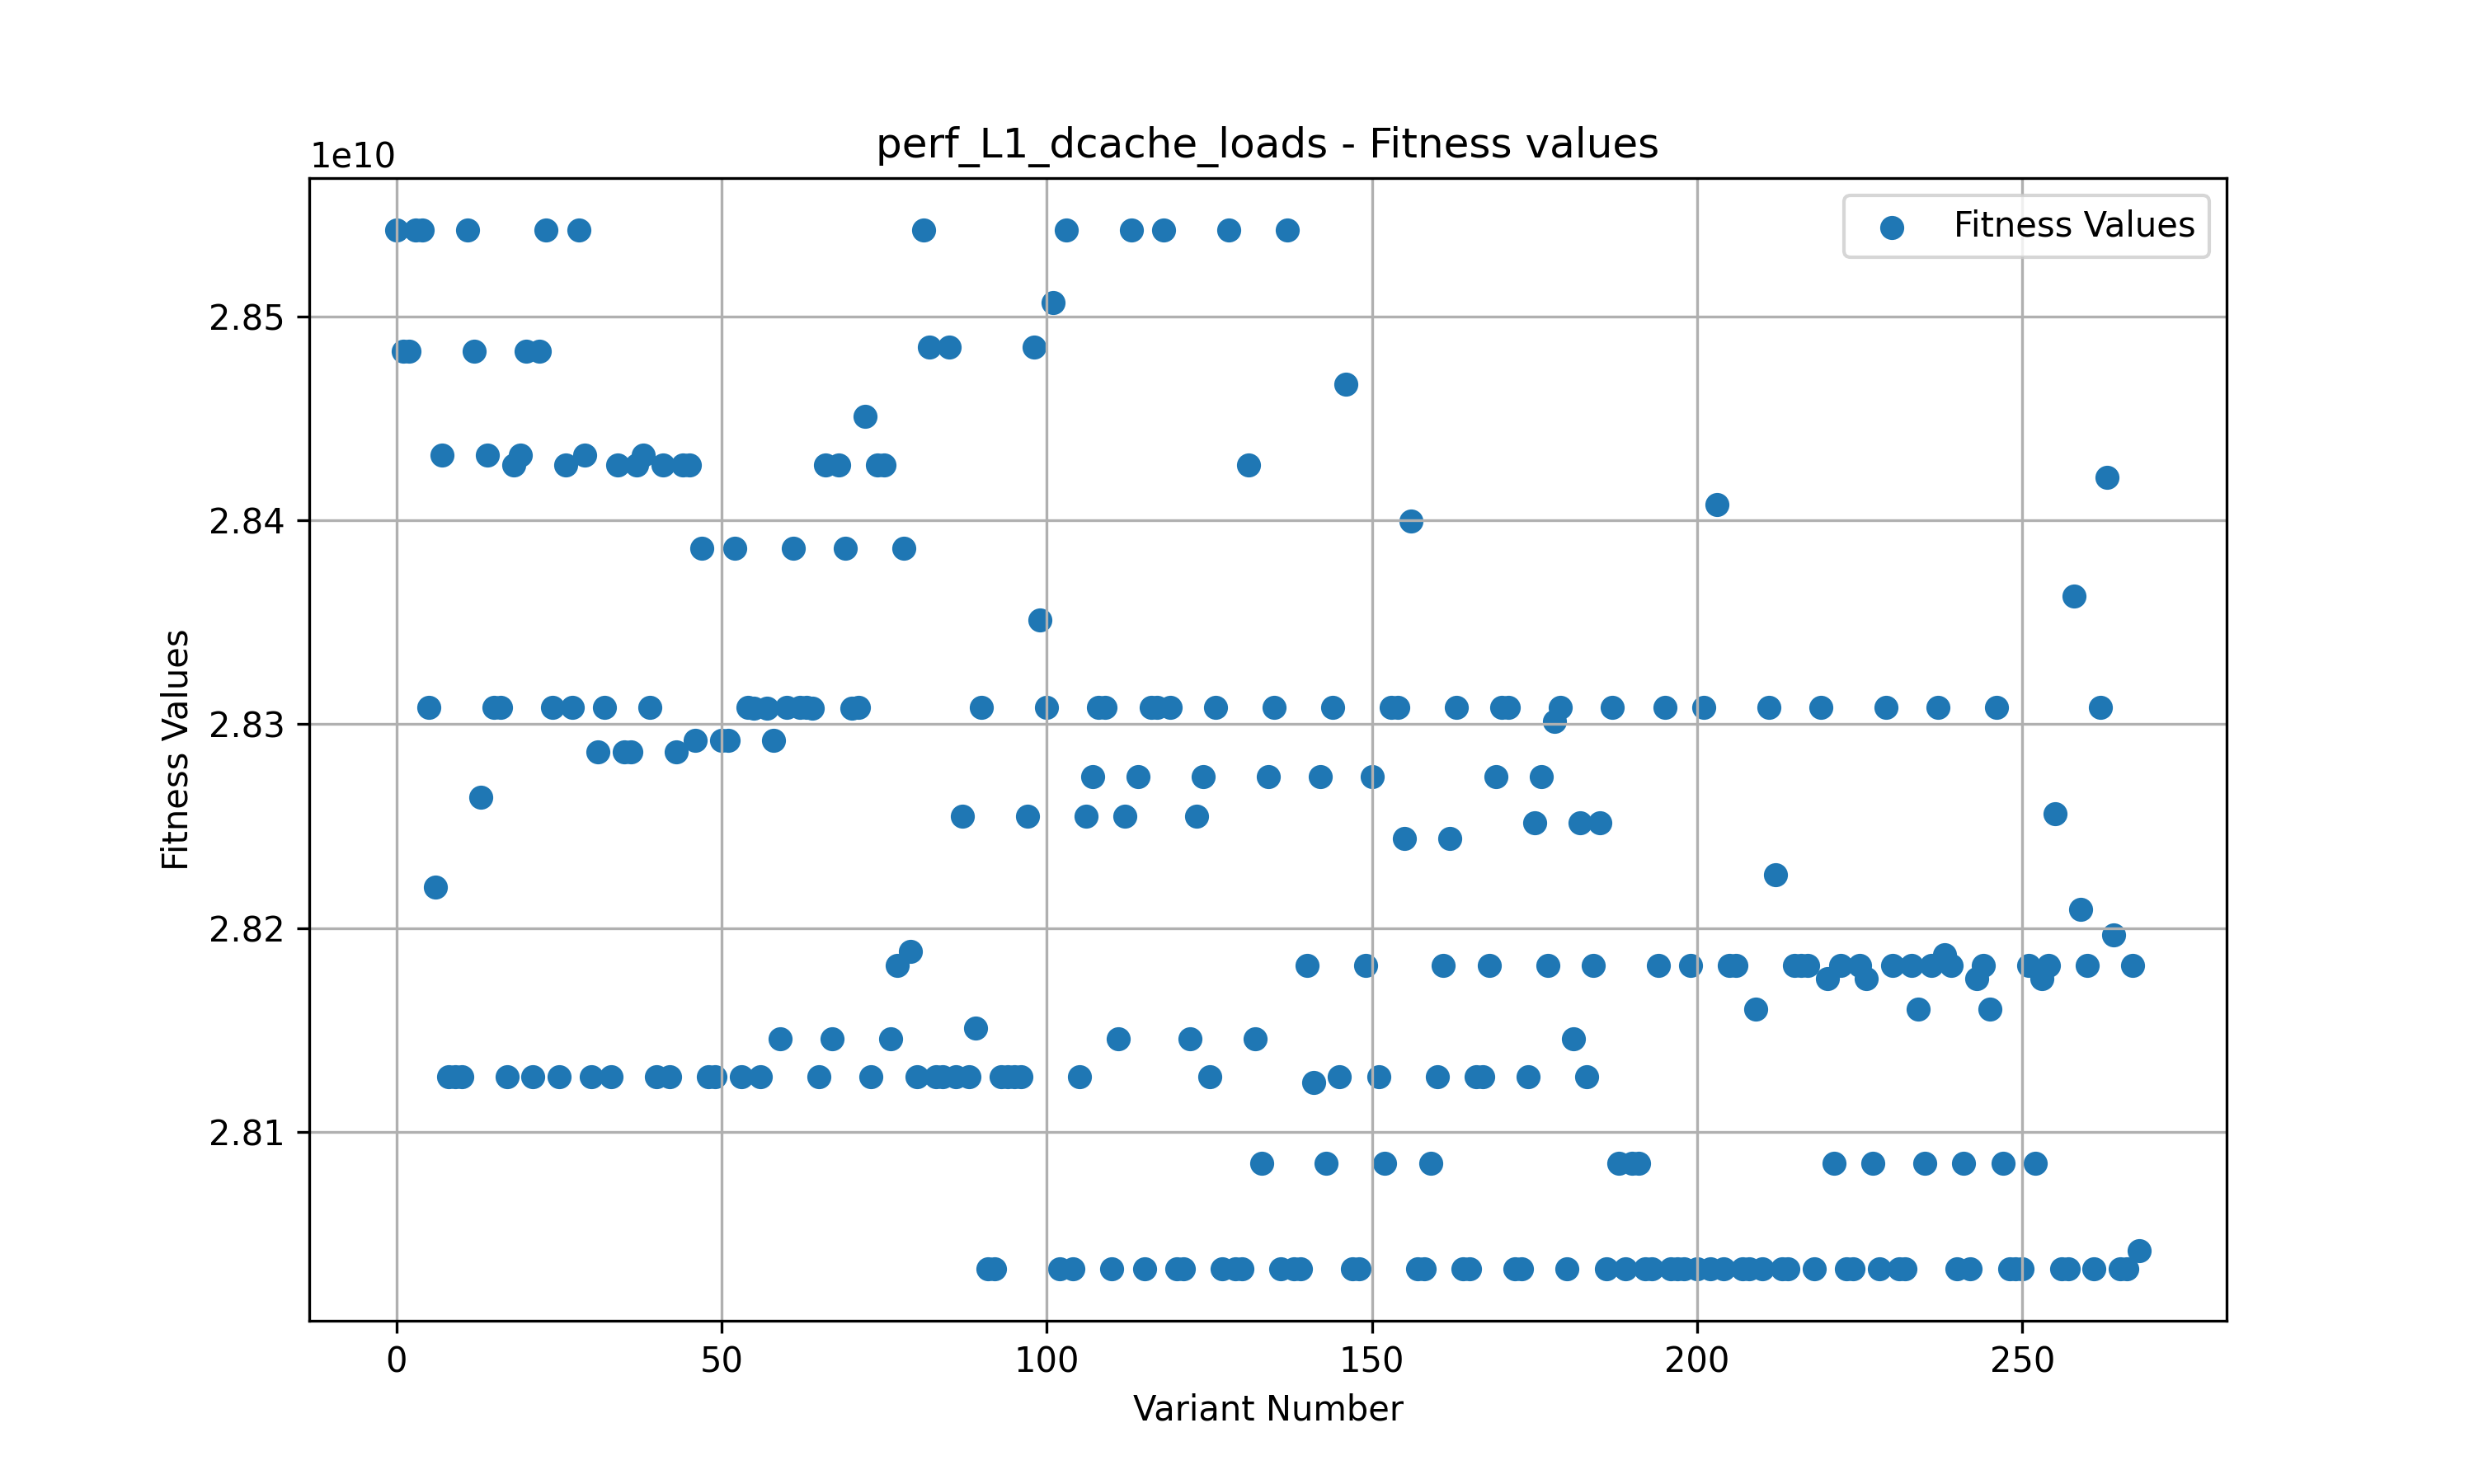 perf_L1_dcache_loads - Fitness values
1e10
Fitness Values
2.85
2.84
2.83
2.82
2.81
Fitness Values
0 50 100 150 200 250
Variant Number